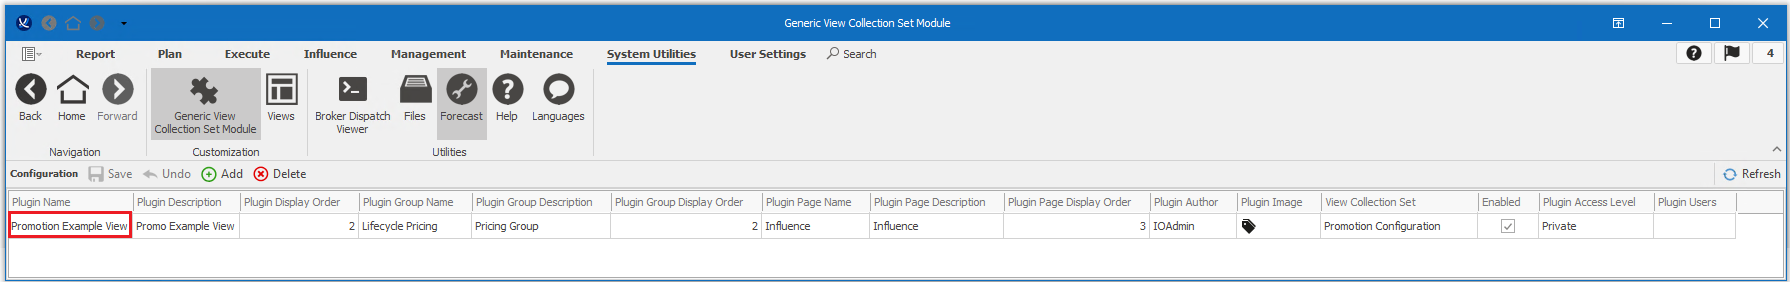 Generic View Collection Set Module
Report Plan Execute Influence Management Maintenance System Utilities User Settings Search 4
Back Home Forward Generic View Collection Set Module Views Broker Dispatch Viewer Files Forecast Help Languages
Navigation Customization Utilities
Configuration Save Undo Add Delete Refresh
Plugin Name Plugin Description Plugin Display Order Plugin Group Name Plugin Group Description Plugin Group Display Order Plugin Page Name Plugin Page Description Plugin Page Display Order Plugin Author Plugin Image View Collection Set Enabled Plugin Access Level Plugin Users
Promotion Example View Promo Example View 2 Lifecycle Pricing Pricing Group 2 Influence Influence 3 IOAdmin Promotion Configuration Private